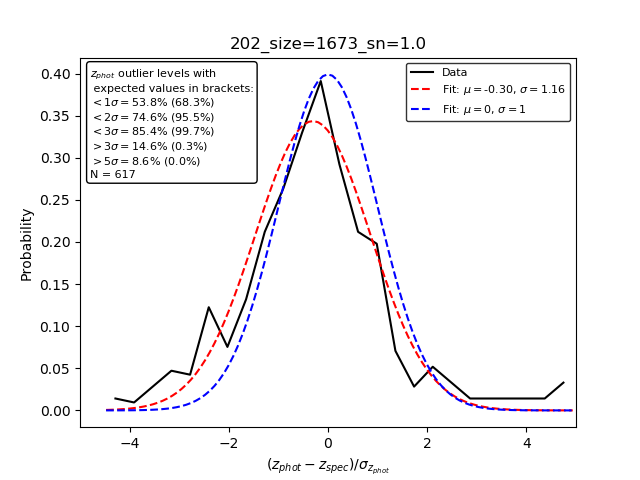 202_size=1673_sn=1.0
z_phot outlier levels with
expected values in brackets:
<1σ = 53.8% (68.3%)
<2σ = 74.6% (95.5%)
<3σ = 85.4% (99.7%)
>3σ = 14.6% (0.3%)
>5σ = 8.6% (0.0%)
N = 617
Data
Fit: μ = -0.30, σ = 1.16
Fit: μ = 0, σ = 1
0.40
0.35
0.30
0.25
0.20
0.15
0.10
0.05
0.00
Probability
−4 −2 0 2 4
(z_phot − z_spec)/σ_z_phot